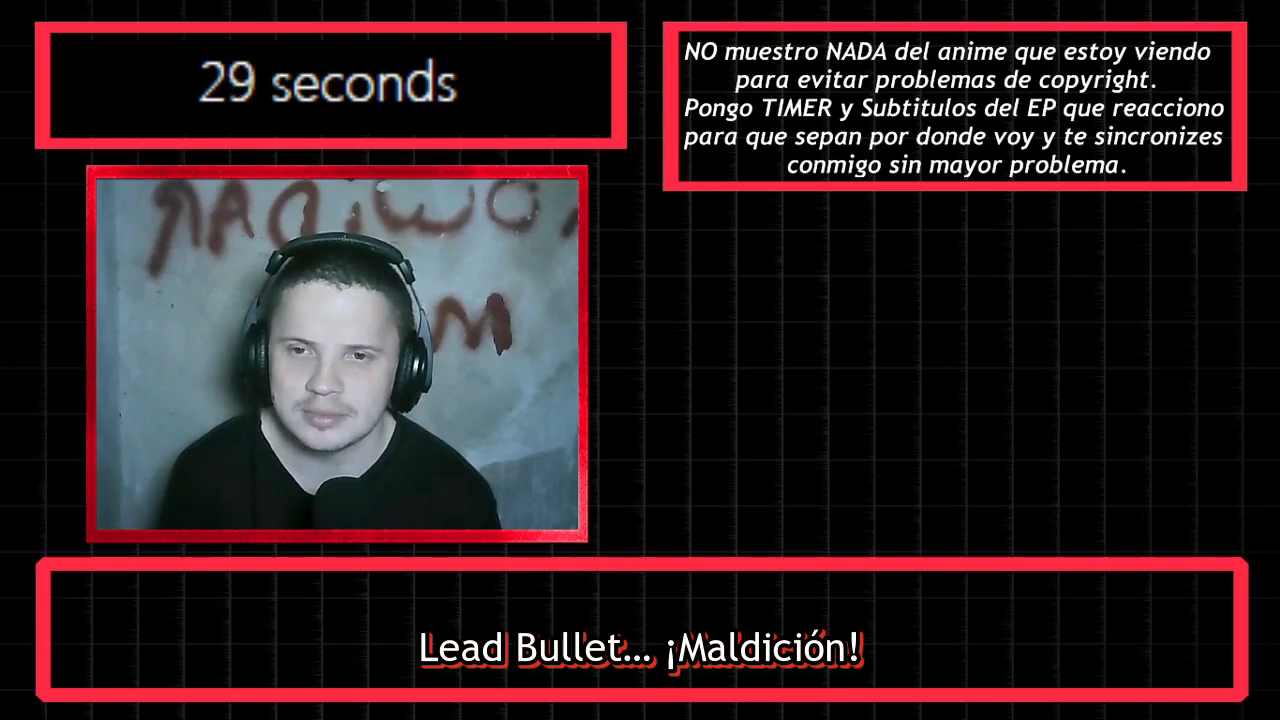 29 seconds
NO muestro NADA del anime que estoy viendo
para evitar problemas de copyright.
Pongo TIMER y Subtitulos del EP que reacciono
para que sepan por donde voy y te sincronizes
conmigo sin mayor problema.
Lead Bullet... ¡Maldición!